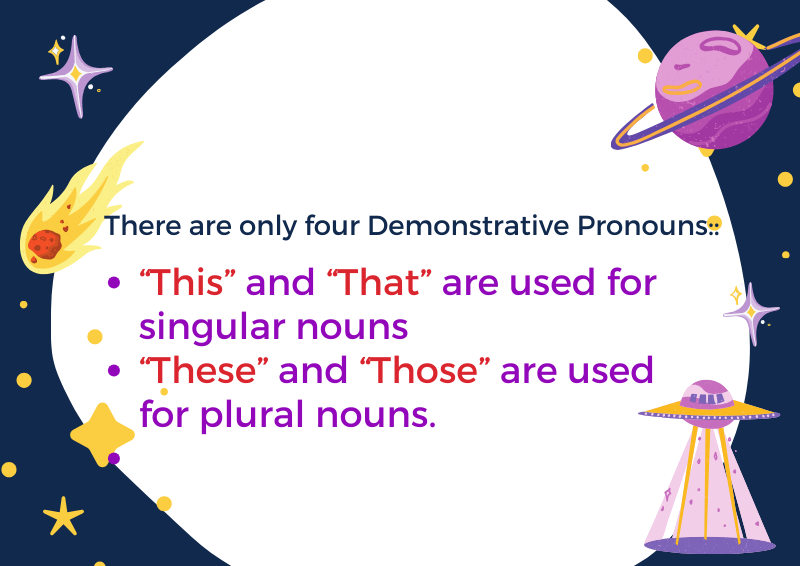 There are only four Demonstrative Pronouns::
• “This” and “That” are used for
singular nouns
• “These” and “Those” are used
for plural nouns.
•